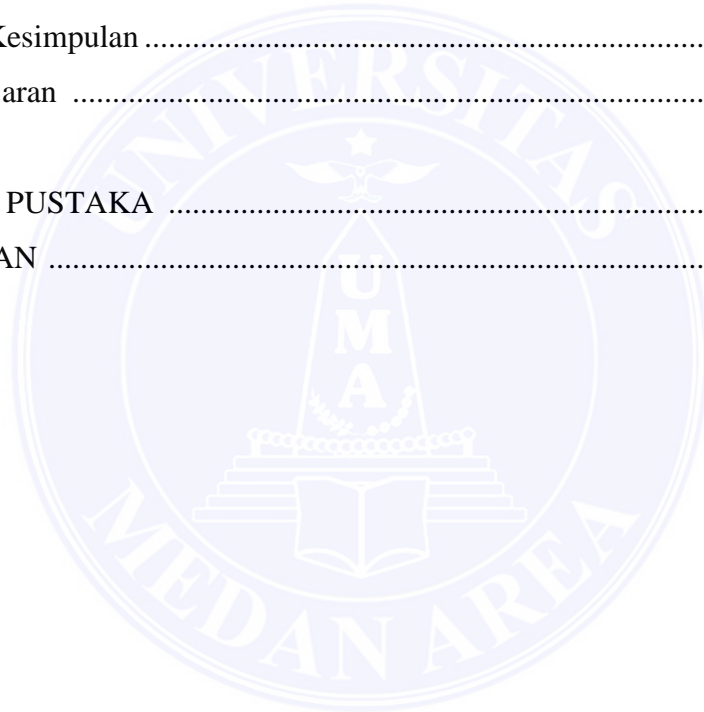 Kesimpulan ........................................................................
aran ................................................................................
PUSTAKA ....................................................................
AN ...................................................................................
UNIVERSITAS
U
M
A
MEDAN AREA